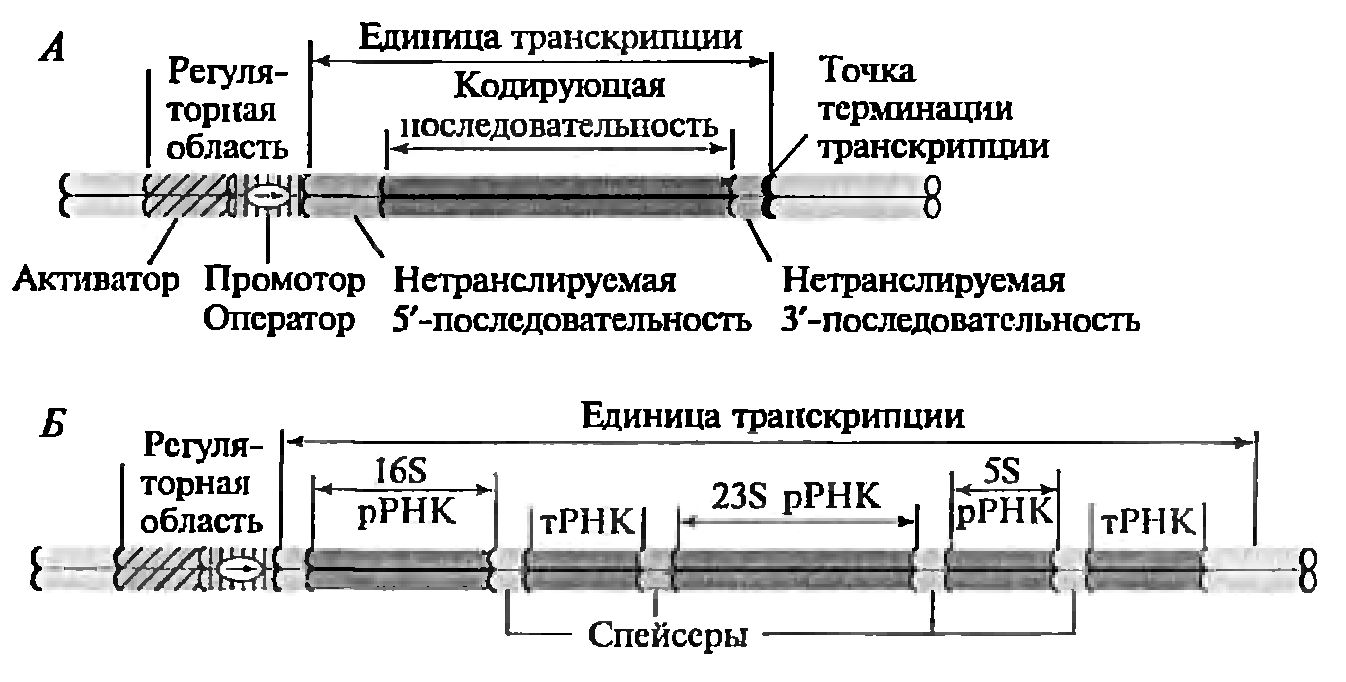 А
Единица транскрипции
Регуля-
торная
область
Кодирующая
последовательность
Точка
терминации
транскрипции
Активатор
Промотор
Оператор
Нетранслируемая
5′-последовательность
Нетранслируемая
3′-последовательность
Б
Единица транскрипции
Регуля-
торная
область
16S
рРНК
тРНК
23S рРНК
5S
рРНК
тРНК
Спейсеры